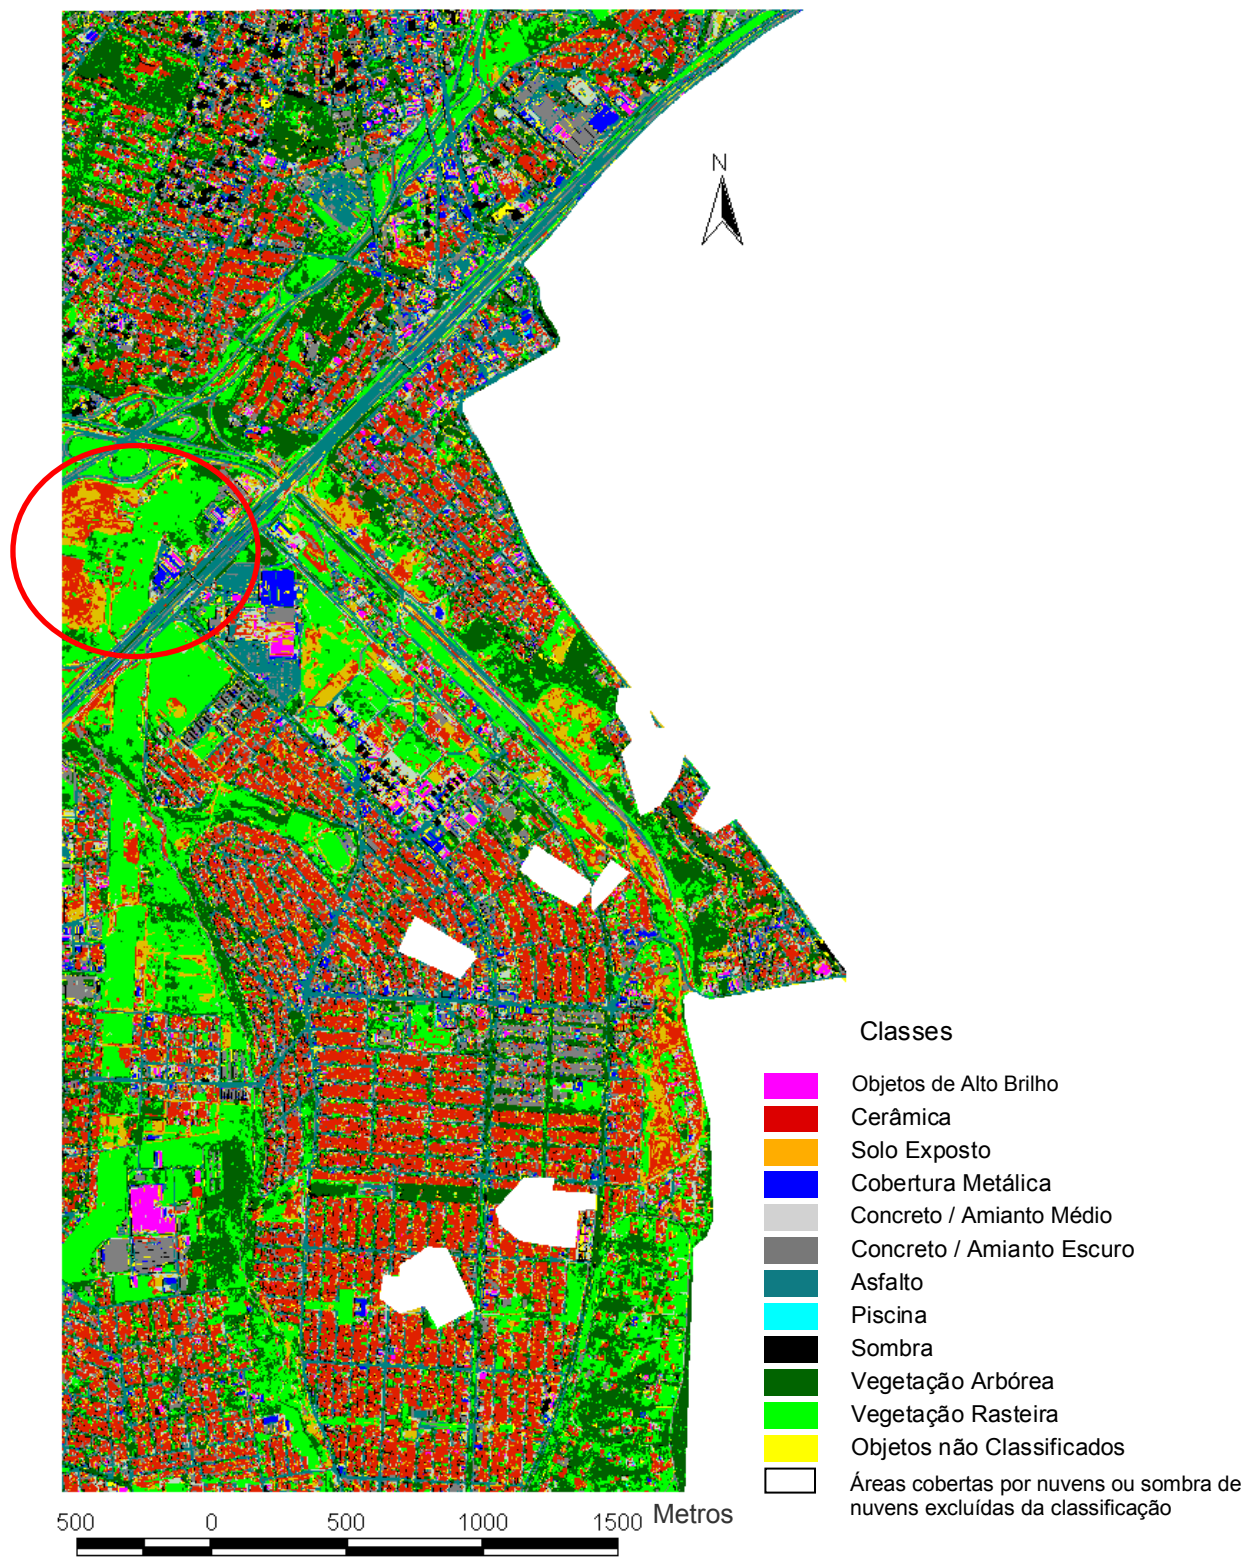 N
Classes
Objetos de Alto Brilho
Cerâmica
Solo Exposto
Cobertura Metálica
Concreto / Amianto Médio
Concreto / Amianto Escuro
Asfalto
Piscina
Sombra
Vegetação Arbórea
Vegetação Rasteira
Objetos não Classificados
Áreas cobertas por nuvens ou sombra de
nuvens excluídas da classificação
500 0 500 1000 1500 Metros